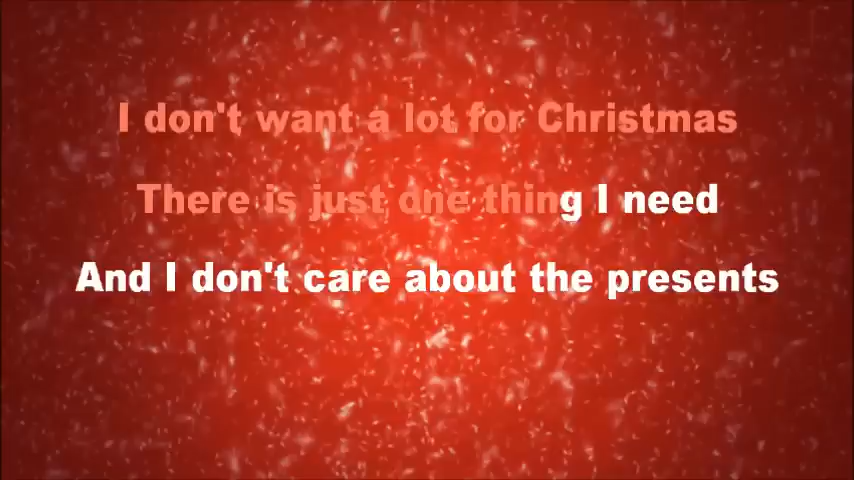 I don't want a lot for Christmas
There is just one thing I need
And I don't care about the presents